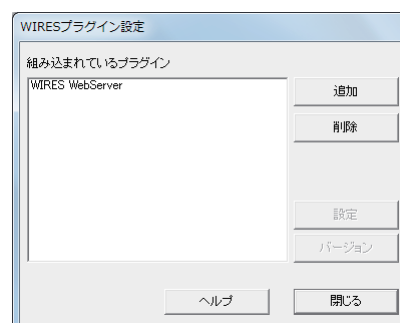 WIRESプラグイン設定
組み込まれているプラグイン
WIRES WebServer
追加
削除
設定
バージョン
ヘルプ
閉じる